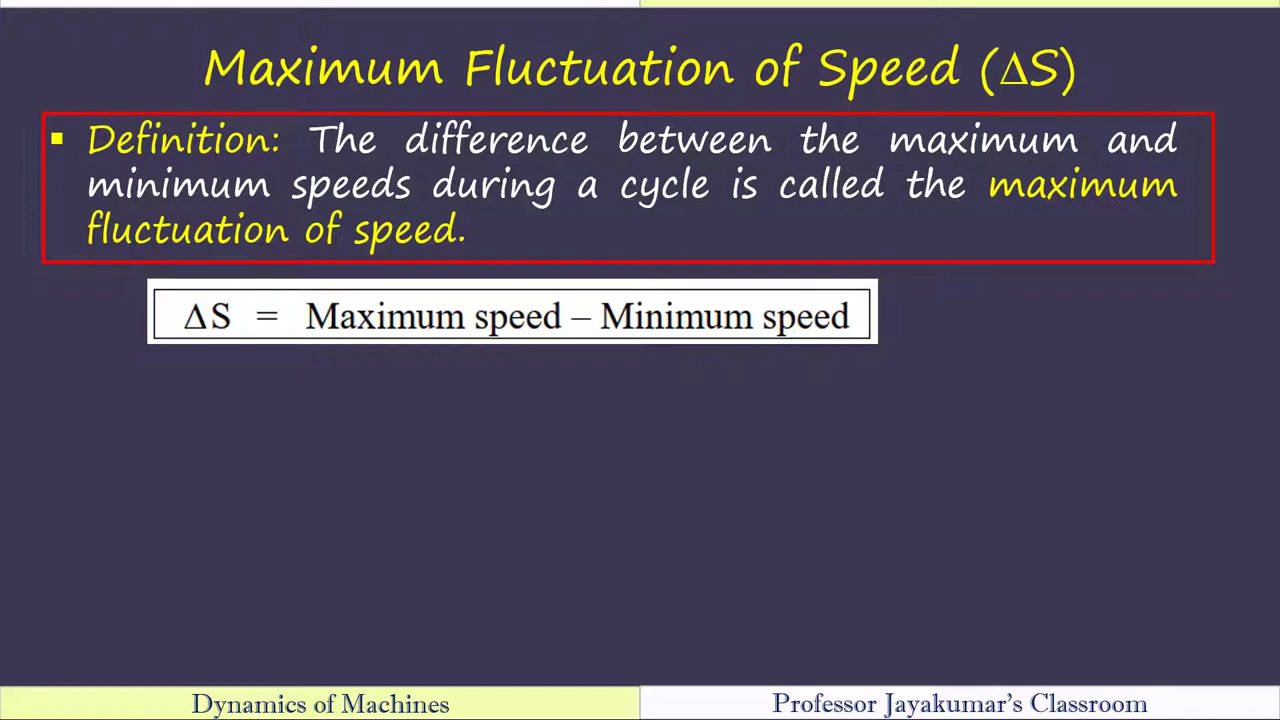 Maximum Fluctuation of Speed (ΔS)
▪ Definition: The difference between the maximum and
minimum speeds during a cycle is called the maximum
fluctuation of speed.
ΔS = Maximum speed – Minimum speed
Dynamics of Machines
Professor Jayakumar's Classroom